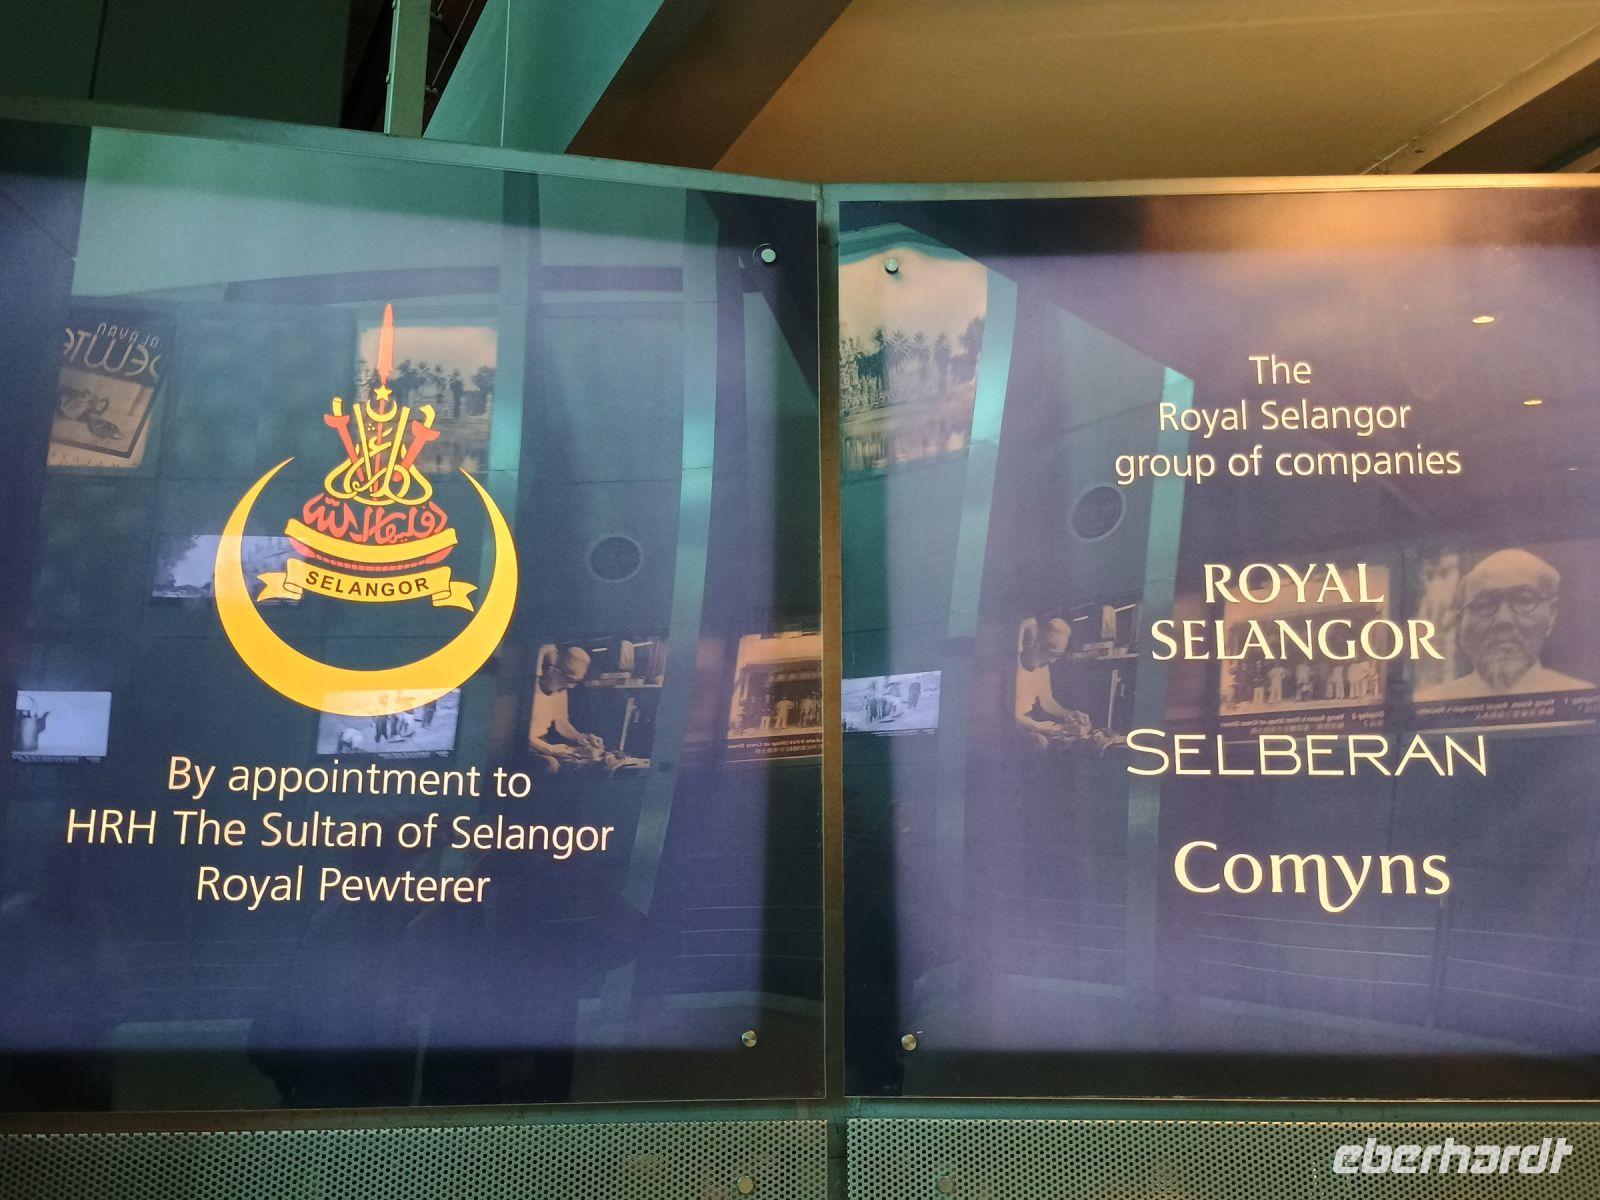 SELANGOR
By appointment to
HRH The Sultan of Selangor
Royal Pewterer
The
Royal Selangor
group of companies
ROYAL
SELANGOR
SELBERAN
Comyns
eberhardt